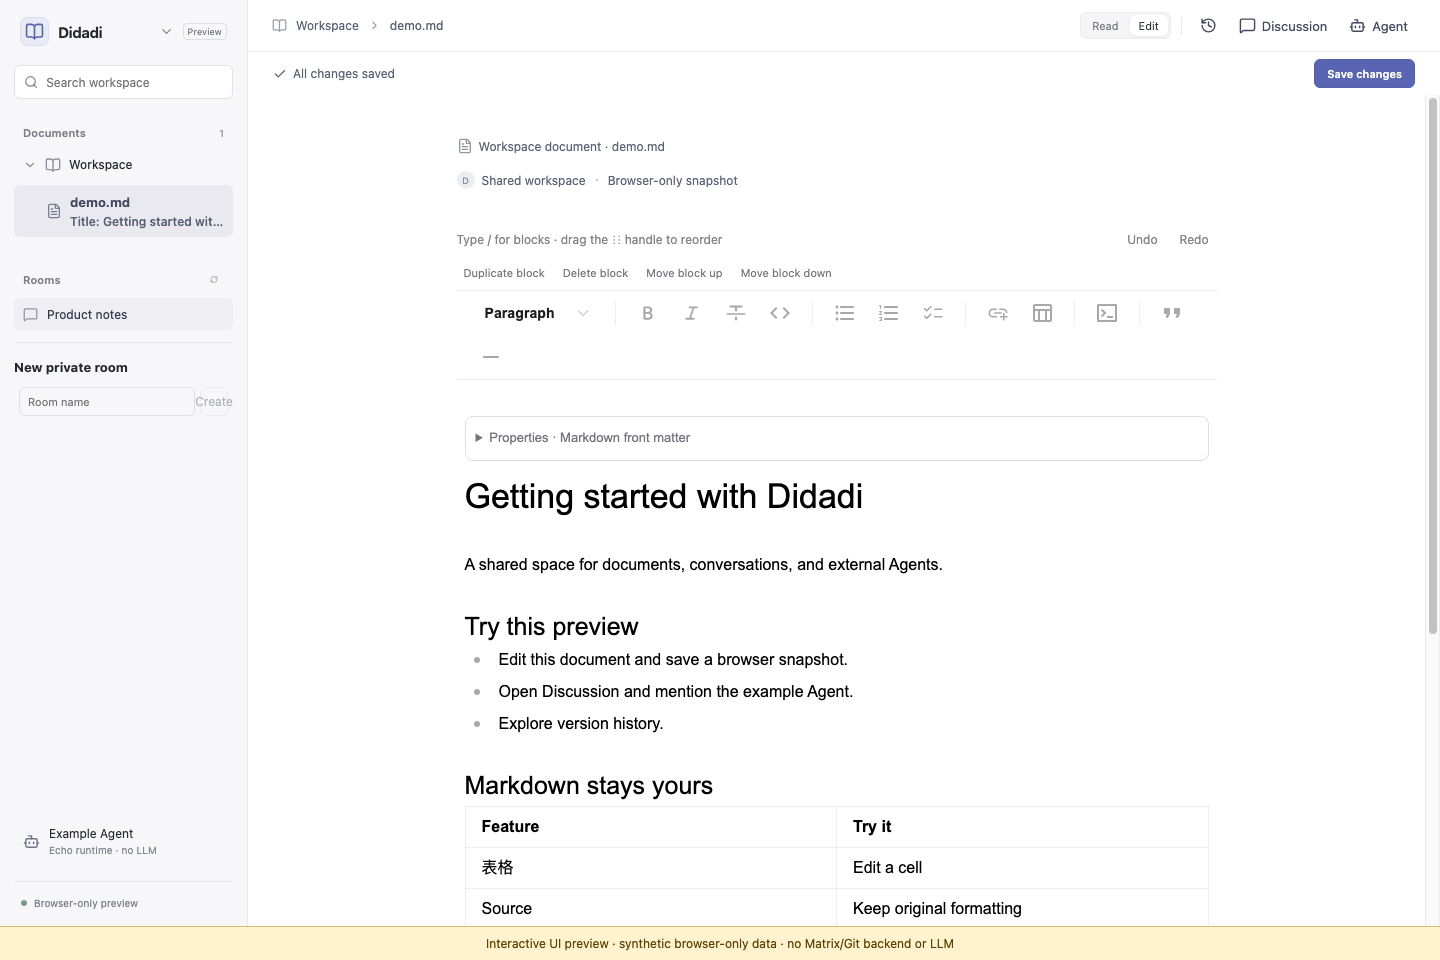 Didadi
Preview
Search workspace
Documents 1
Workspace
demo.md
Title: Getting started wit...
Rooms
Product notes
New private room
Room name
Create
Example Agent
Echo runtime · no LLM
Browser-only preview
Workspace > demo.md
Read Edit
Discussion
Agent
All changes saved
Save changes
Workspace document · demo.md
D Shared workspace · Browser-only snapshot
Type / for blocks · drag the ⋮⋮ handle to reorder
Undo Redo
Duplicate block Delete block Move block up Move block down
Paragraph
Properties · Markdown front matter
Getting started with Didadi
A shared space for documents, conversations, and external Agents.
Try this preview
Edit this document and save a browser snapshot.
Open Discussion and mention the example Agent.
Explore version history.
Markdown stays yours
Feature Try it
表格 Edit a cell
Source Keep original formatting
Interactive UI preview · synthetic browser-only data · no Matrix/Git backend or LLM